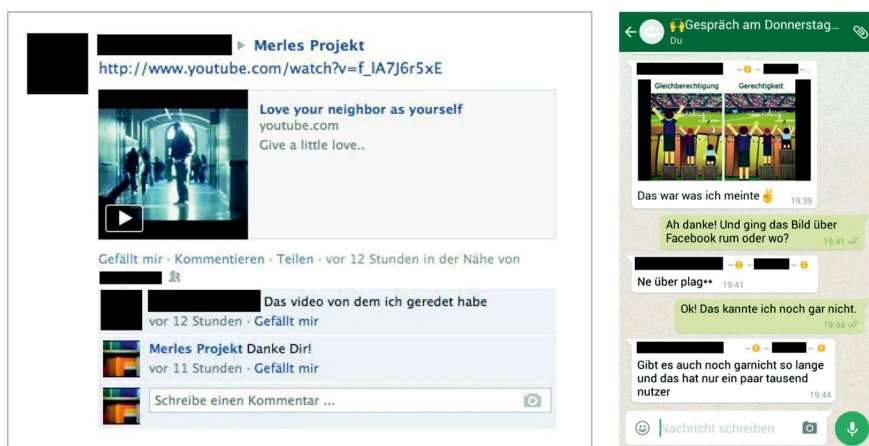 Merles Projekt
http://www.youtube.com/watch?v=f_lA7J6r5xE
Love your neighbor as yourself
youtube.com
Give a little love..
Gefällt mir · Kommentieren · Teilen · vor 12 Stunden in der Nähe von
Das video von dem ich geredet habe
vor 12 Stunden · Gefällt mir
Merles Projekt Danke Dir!
vor 11 Stunden · Gefällt mir
Schreibe einen Kommentar ...
🙌Gespräch am Donnerstag...
Du
~☀~ ~...
Gleichberechtigung Gerechtigkeit
Das war was ich meinte ✌
19:39
Ah danke! Und ging das Bild über
Facebook rum oder wo?
19:41
~☀~ ~☀
Ne über plag** 19:41
Ok! Das kannte ich noch gar nicht.
19:44
~☀~ ~☀
Gibt es auch noch garnicht so lange
und das hat nur ein paar tausend
nutzer
19:44
Nachricht schreiben